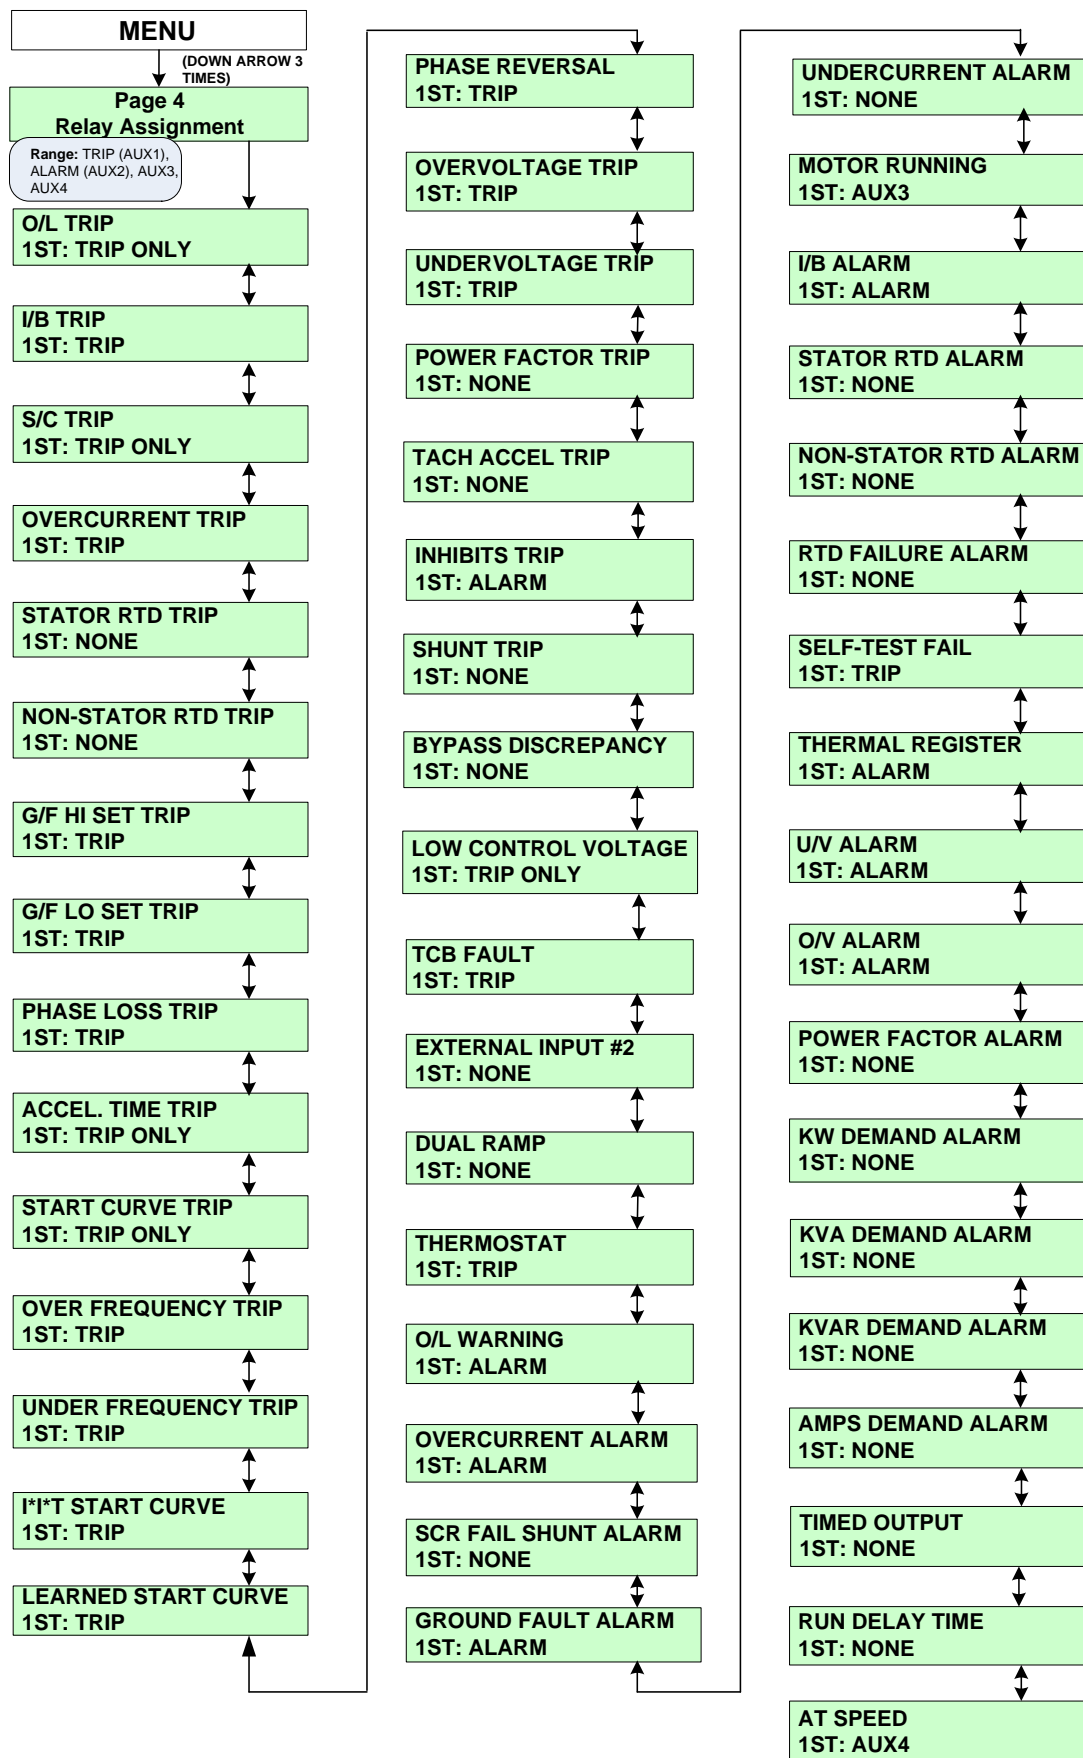 MENU
(DOWN ARROW 3
TIMES)
Page 4
Relay Assignment
Range: TRIP (AUX1),
ALARM (AUX2), AUX3,
AUX4
O/L TRIP
1ST: TRIP ONLY
I/B TRIP
1ST: TRIP
S/C TRIP
1ST: TRIP ONLY
OVERCURRENT TRIP
1ST: TRIP
STATOR RTD TRIP
1ST: NONE
NON-STATOR RTD TRIP
1ST: NONE
G/F HI SET TRIP
1ST: TRIP
G/F LO SET TRIP
1ST: TRIP
PHASE LOSS TRIP
1ST: TRIP
ACCEL. TIME TRIP
1ST: TRIP ONLY
START CURVE TRIP
1ST: TRIP ONLY
OVER FREQUENCY TRIP
1ST: TRIP
UNDER FREQUENCY TRIP
1ST: TRIP
I*I*T START CURVE
1ST: TRIP
LEARNED START CURVE
1ST: TRIP
PHASE REVERSAL
1ST: TRIP
OVERVOLTAGE TRIP
1ST: TRIP
UNDERVOLTAGE TRIP
1ST: TRIP
POWER FACTOR TRIP
1ST: NONE
TACH ACCEL TRIP
1ST: NONE
INHIBITS TRIP
1ST: ALARM
SHUNT TRIP
1ST: NONE
BYPASS DISCREPANCY
1ST: NONE
LOW CONTROL VOLTAGE
1ST: TRIP ONLY
TCB FAULT
1ST: TRIP
EXTERNAL INPUT #2
1ST: NONE
DUAL RAMP
1ST: NONE
THERMOSTAT
1ST: TRIP
O/L WARNING
1ST: ALARM
OVERCURRENT ALARM
1ST: ALARM
SCR FAIL SHUNT ALARM
1ST: NONE
GROUND FAULT ALARM
1ST: ALARM
UNDERCURRENT ALARM
1ST: NONE
MOTOR RUNNING
1ST: AUX3
I/B ALARM
1ST: ALARM
STATOR RTD ALARM
1ST: NONE
NON-STATOR RTD ALARM
1ST: NONE
RTD FAILURE ALARM
1ST: NONE
SELF-TEST FAIL
1ST: TRIP
THERMAL REGISTER
1ST: ALARM
U/V ALARM
1ST: ALARM
O/V ALARM
1ST: ALARM
POWER FACTOR ALARM
1ST: NONE
KW DEMAND ALARM
1ST: NONE
KVA DEMAND ALARM
1ST: NONE
KVAR DEMAND ALARM
1ST: NONE
AMPS DEMAND ALARM
1ST: NONE
TIMED OUTPUT
1ST: NONE
RUN DELAY TIME
1ST: NONE
AT SPEED
1ST: AUX4